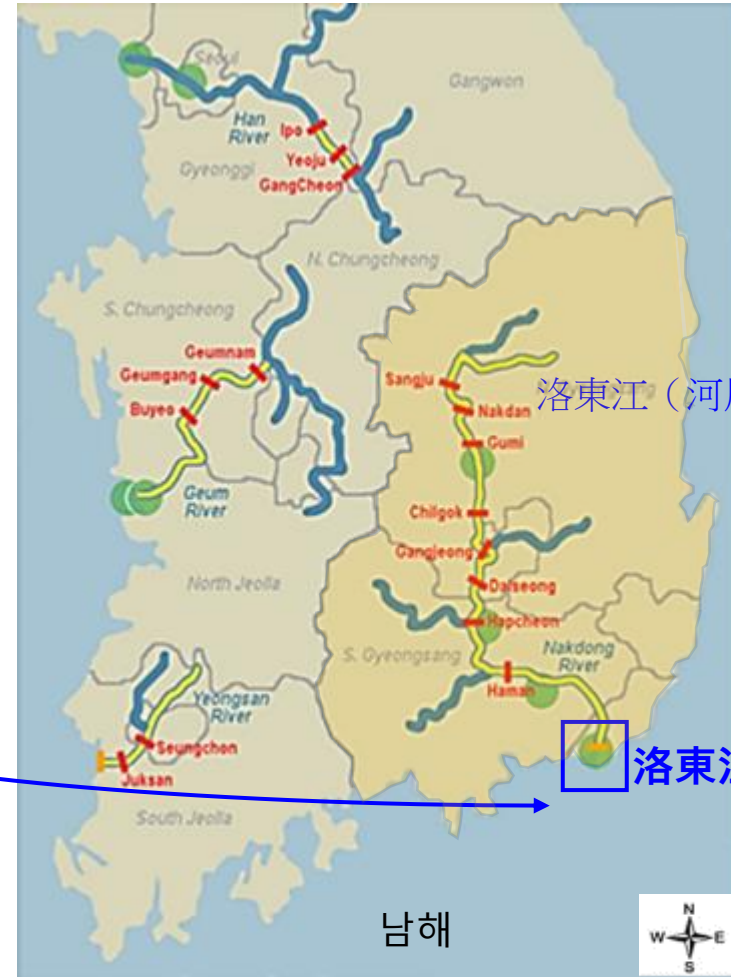 Seoul
Gangwon
Han
River
Ipo
Yeoju
GangCheon
Gyeonggi
N. Chungcheong
S. Chungcheong
Geumnam
Geumgang
Buyeo
Geum
River
Sangju
Nakdan
洛東江（河
Gumi
Chilgok
Gangjeong
Dalseong
Hapcheon
North Jeolla
S. Gyeongsang
Nakdong
River
Haman
Yeongsan
River
Seungchon
Juksan
洛東江
South Jeolla
남해
N
W E
S